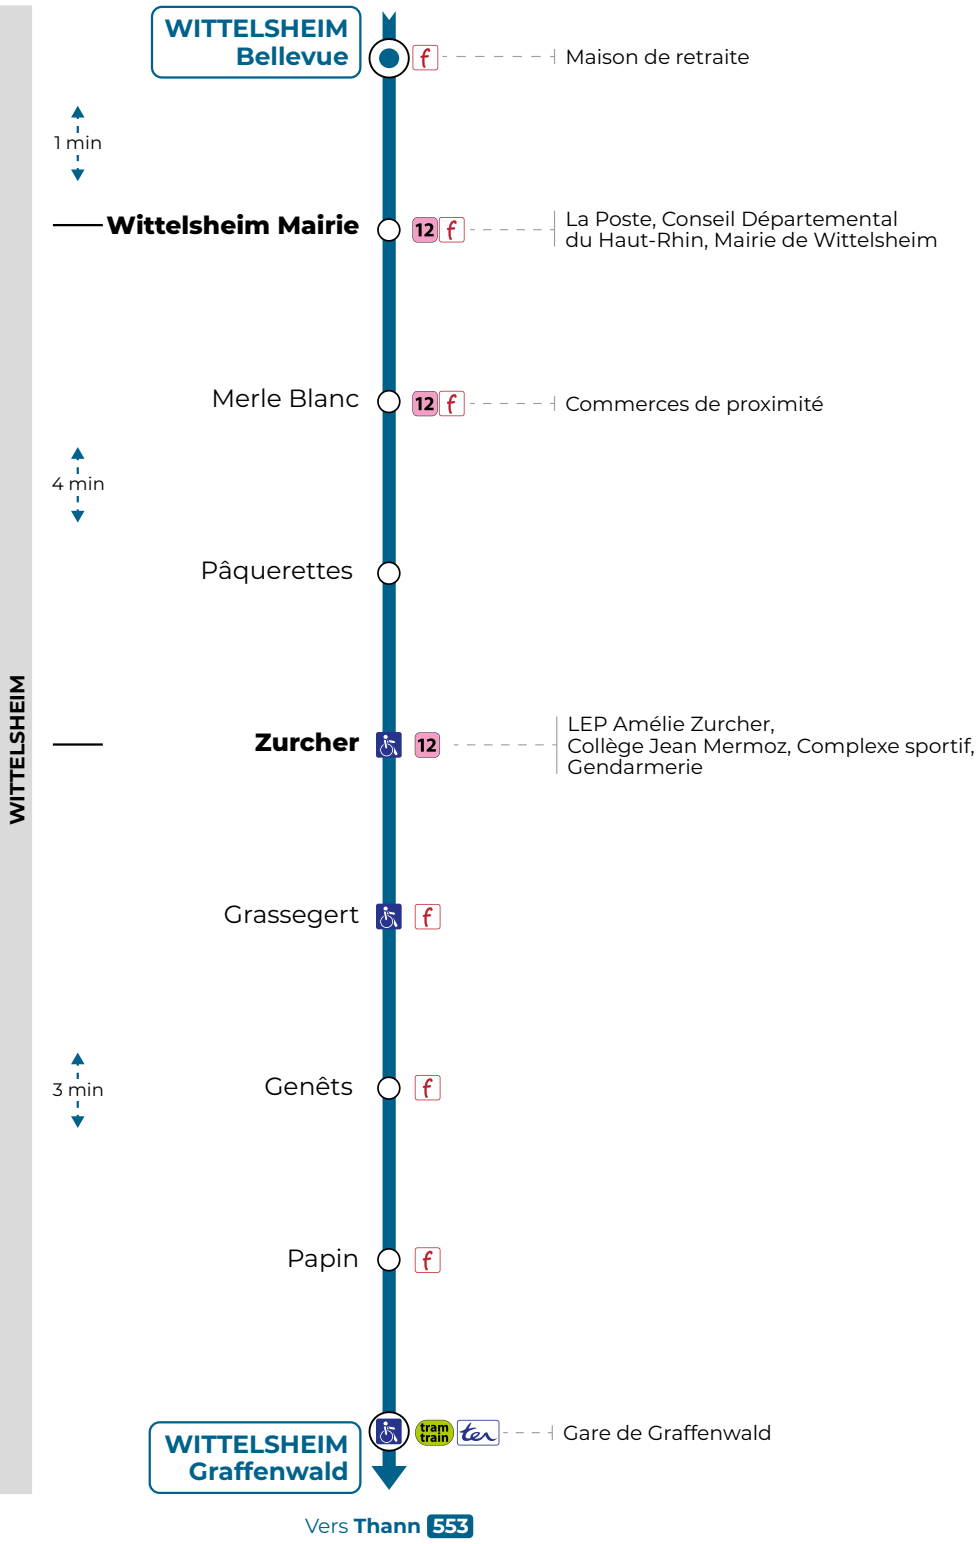 WITTELSHEIM
Bellevue
f
Maison de retraite
1 min
Wittelsheim Mairie
12 f
La Poste, Conseil Départemental
du Haut-Rhin, Mairie de Wittelsheim
Merle Blanc
12 f
Commerces de proximité
4 min
Pâquerettes
WITTELSHEIM
Zurcher
12
LEP Amélie Zurcher,
Collège Jean Mermoz, Complexe sportif,
Gendarmerie
Grassegert
f
3 min
Genêts
f
Papin
f
WITTELSHEIM
Graffenwald
tram
train
ter
Gare de Graffenwald
Vers Thann 553